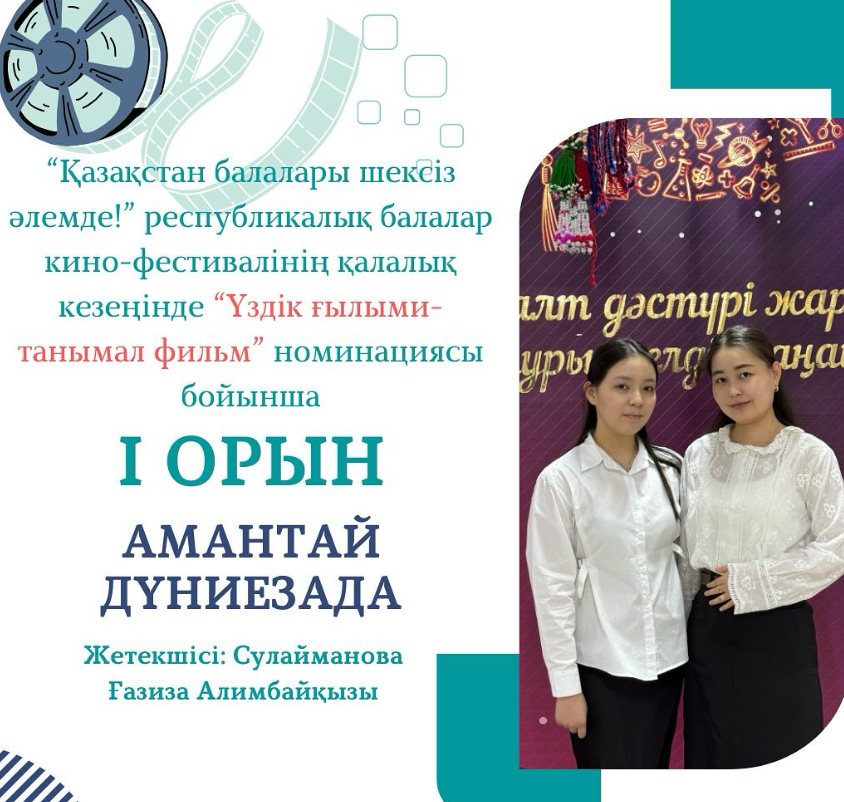 “Қазақстан балалары шексіз
әлемде!” республикалық балалар
кино-фестивалінің қалалық
кезеңінде “Үздік ғылыми-
танымал фильм” номинациясы
бойынша
І ОРЫН
АМАНТАЙ
ДҮНИЕЗАДА
Жетекшісі: Сулайманова
Ғазиза Алимбайқызы
алт дәстүрі жар